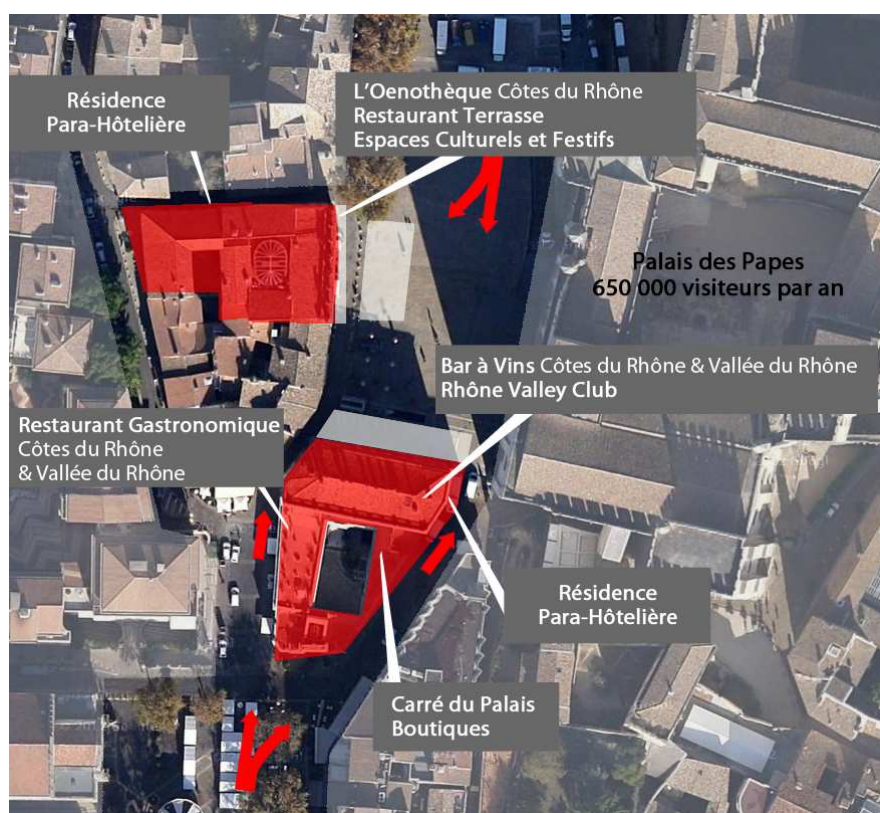 Résidence
Para-Hôtelière
L'Oenothèque Côtes du Rhône
Restaurant Terrasse
Espaces Culturels et Festifs
Palais des Papes
650 000 visiteurs par an
Bar à Vins Côtes du Rhône & Vallée du Rhône
Rhône Valley Club
Restaurant Gastronomique
Côtes du Rhône
& Vallée du Rhône
Résidence
Para-Hôtelière
Carré du Palais
Boutiques